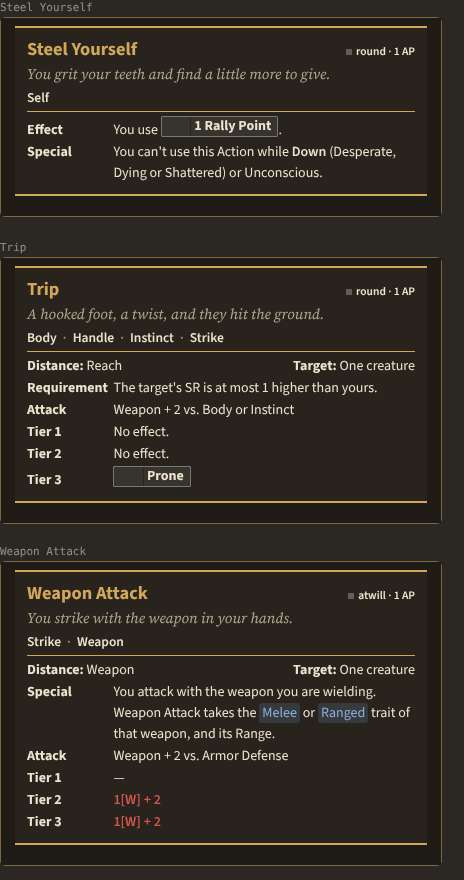 Steel Yourself
Steel Yourself
round · 1 AP
You grit your teeth and find a little more to give.
Self
Effect You use 1 Rally Point.
Special You can't use this Action while Down (Desperate,
Dying or Shattered) or Unconscious.
Trip
Trip
round · 1 AP
A hooked foot, a twist, and they hit the ground.
Body · Handle · Instinct · Strike
Distance: Reach Target: One creature
Requirement The target's SR is at most 1 higher than yours.
Attack Weapon + 2 vs. Body or Instinct
Tier 1 No effect.
Tier 2 No effect.
Tier 3 Prone
Weapon Attack
Weapon Attack
atwill · 1 AP
You strike with the weapon in your hands.
Strike · Weapon
Distance: Weapon Target: One creature
Special You attack with the weapon you are wielding.
Weapon Attack takes the Melee or Ranged trait of
that weapon, and its Range.
Attack Weapon + 2 vs. Armor Defense
Tier 1 —
Tier 2 1[W] + 2
Tier 3 1[W] + 2